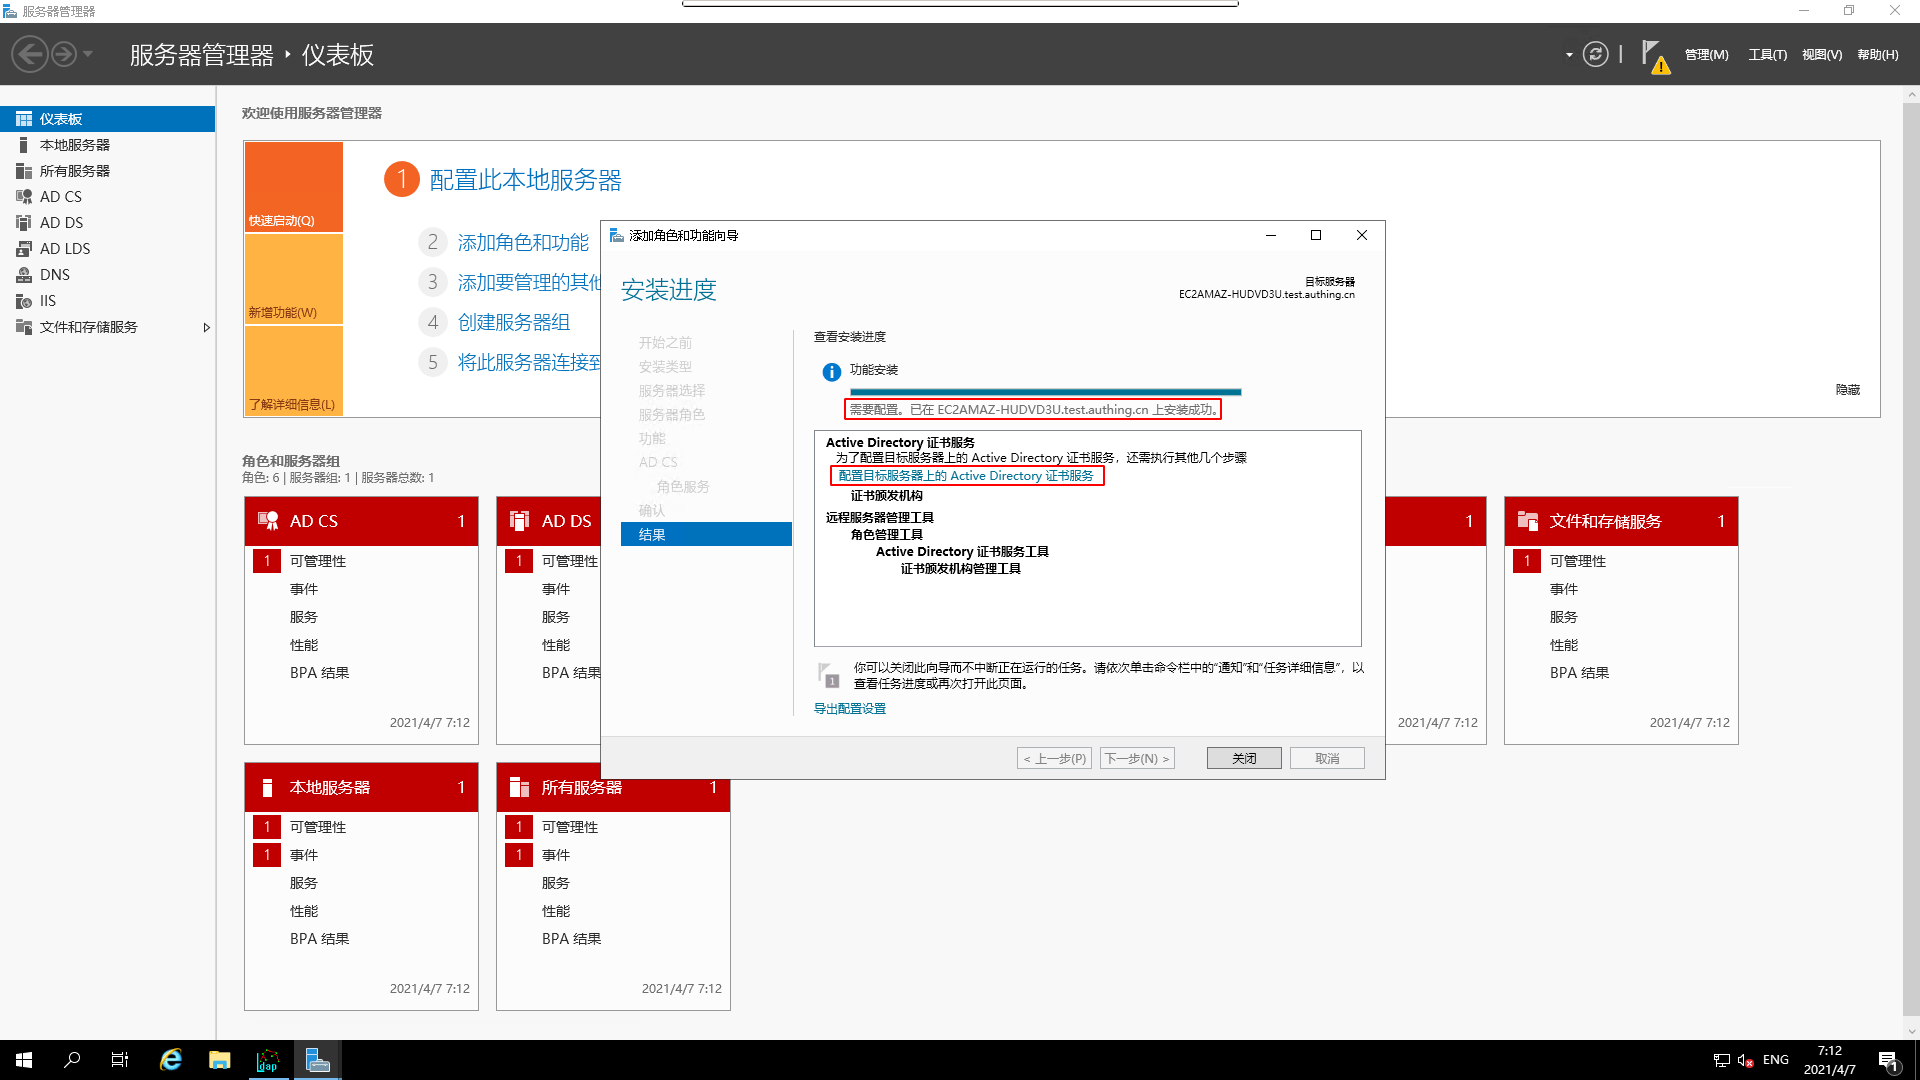 服务器管理器
服务器管理器 ‣ 仪表板
管理(M) 工具(T) 视图(V) 帮助(H)
仪表板
本地服务器
所有服务器
AD CS
AD DS
AD LDS
DNS
IIS
文件和存储服务
欢迎使用服务器管理器
快速启动(Q)
新增功能(W)
了解详细信息(L)
1 配置此本地服务器
2 添加角色和功能
3 添加要管理的其他
4 创建服务器组
5 将此服务器连接到
隐藏
添加角色和功能向导
安装进度
目标服务器
EC2AMAZ-HUDVD3U.test.authing.cn
开始之前
安装类型
服务器选择
服务器角色
功能
AD CS
角色服务
确认
结果
查看安装进度
功能安装
需要配置。已在 EC2AMAZ-HUDVD3U.test.authing.cn 上安装成功。
Active Directory 证书服务
为了配置目标服务器上的 Active Directory 证书服务，还需执行其他几个步骤
配置目标服务器上的 Active Directory 证书服务
证书颁发机构
远程服务器管理工具
角色管理工具
Active Directory 证书服务工具
证书颁发机构管理工具
1
你可以关闭此向导而不中断正在运行的任务。请依次单击命令栏中的"通知"和"任务详细信息"，以
查看任务进度或再次打开此页面。
导出配置设置
< 上一步(P) 下一步(N) > 关闭 取消
角色和服务器组
角色: 6 | 服务器组: 1 | 服务器总数: 1
AD CS 1
1 可管理性
事件
服务
性能
BPA 结果
2021/4/7 7:12
AD DS
1 可管理性
事件
服务
性能
BPA 结果
1
2021/4/7 7:12
文件和存储服务 1
1 可管理性
事件
服务
性能
BPA 结果
2021/4/7 7:12
本地服务器 1
1 可管理性
1 事件
服务
性能
BPA 结果
2021/4/7 7:12
所有服务器 1
1 可管理性
1 事件
服务
性能
BPA 结果
2021/4/7 7:12
ldap
ENG
7:12
2021/4/7
1